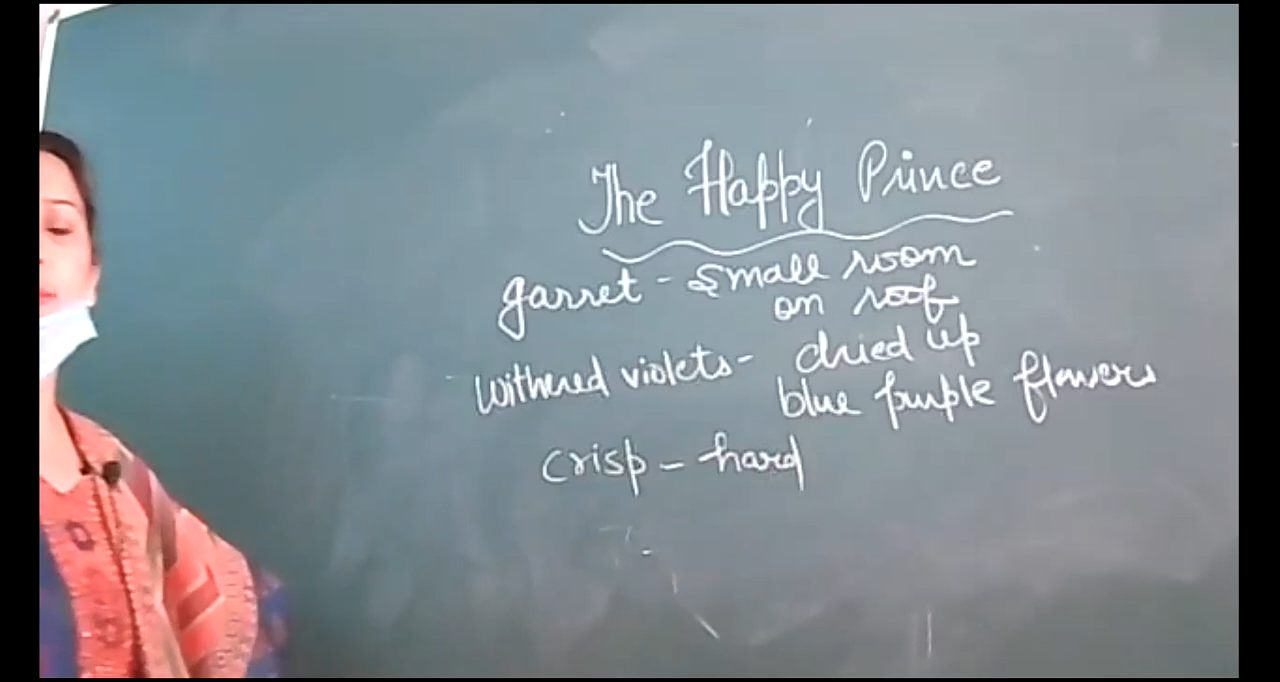 The Happy Prince
garret - small room
on roof
withered violets - dried up
blue purple flowers
crisp - hard